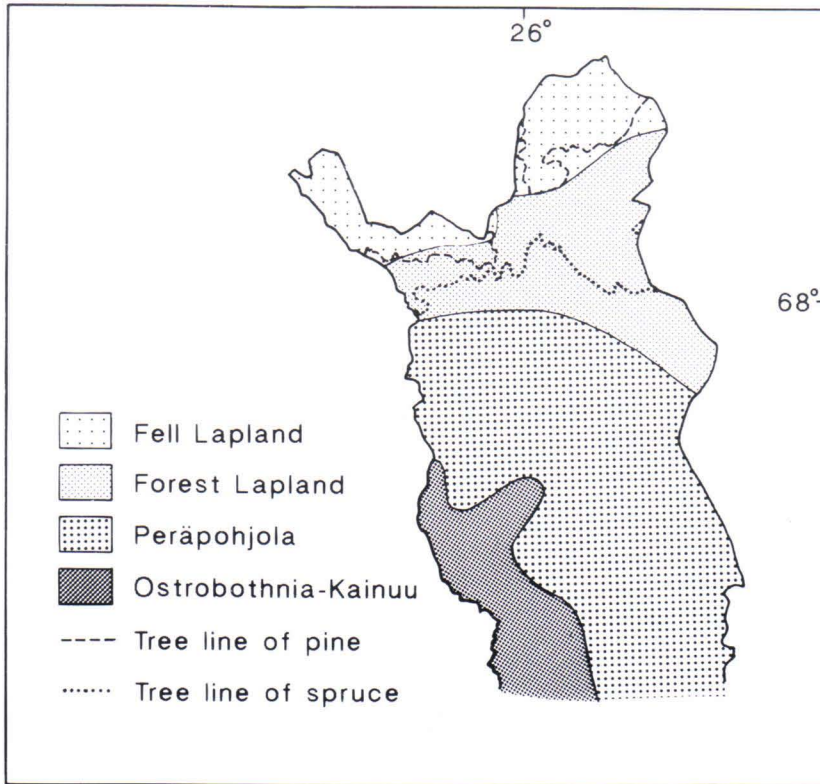 26°
68°
Fell Lapland
Forest Lapland
Peräpohjola
Ostrobothnia-Kainuu
Tree line of pine
Tree line of spruce